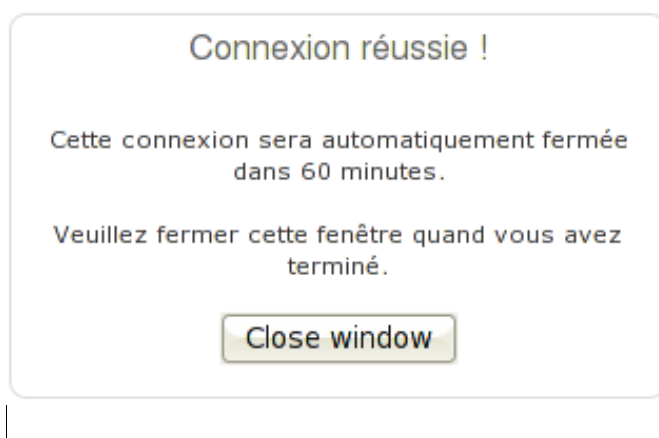 Connexion réussie !
Cette connexion sera automatiquement fermée
dans 60 minutes.
Veuillez fermer cette fenêtre quand vous avez
terminé.
Close window